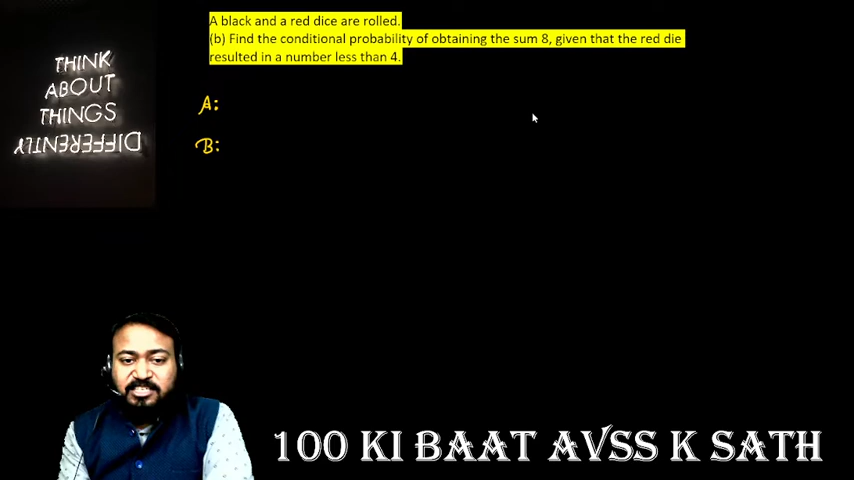 A black and a red dice are rolled.
(b) Find the conditional probability of obtaining the sum 8, given that the red die
resulted in a number less than 4.
THINK
ABOUT
THINGS
DIFFERENTLY
A:
B:
100 KI BAAT AVSS K SATH